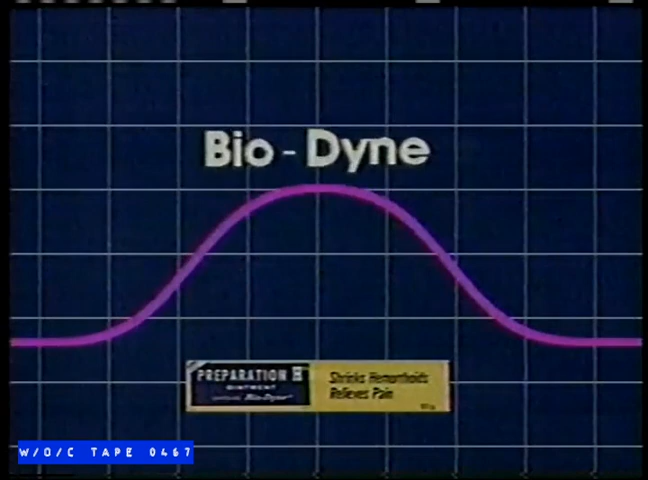 Bio-Dyne
PREPARATION H
OINTMENT
Bio-Dyne
Shrinks Hemorrhoids
Relieves Pain
W/O/C TAPE 0467